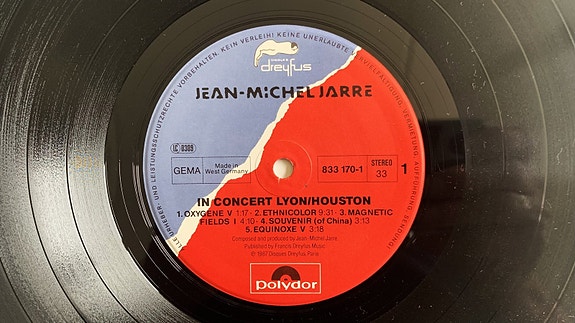 URHEBER UND LEISTUNGSSCHUTZRECHTE VORBEHALTEN. KEIN VERLEIH! KEINE UNERLAUBTE VERVIELFÄLTIGUNG, VERMIETUNG, AUFFÜHRUNG, SENDUNG!
disques
dreyfus
JEAN-MICHEL JARRE
LC 0309
GEMA
Made in
West Germany
833 170-1
STEREO
33
1
IN CONCERT LYON/HOUSTON
1. OXYGENE V 1:17 - 2. ETHNICOLOR 9:31 - 3. MAGNETIC
FIELDS I 4:10 - 4. SOUVENIR (of China) 3:13
5. EQUINOXE V 3:18
Composed and produced by Jean-Michel Jarre
Published by Francis Dreyfus Music
℗ 1987 Disques Dreyfus Paris
polydor